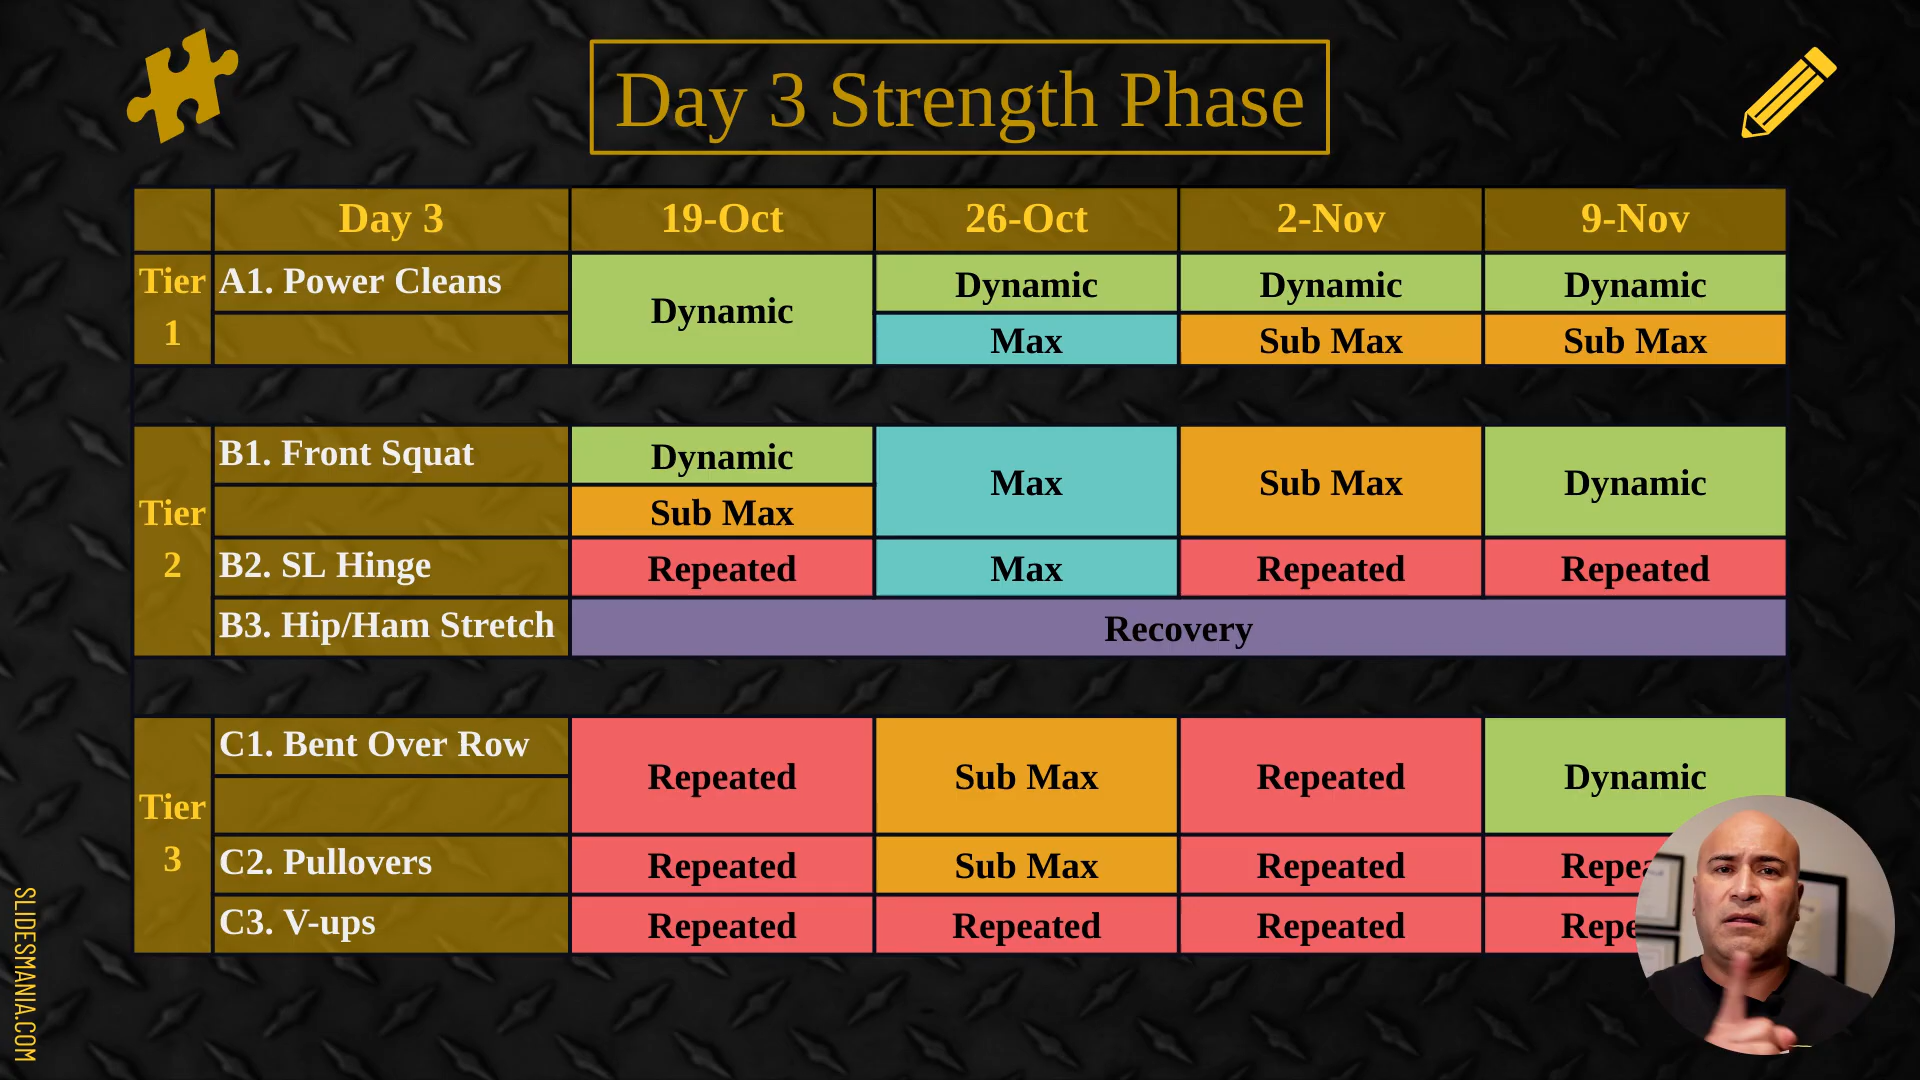 Day 3 Strength Phase
Day 3 19-Oct 26-Oct 2-Nov 9-Nov
Tier 1
A1. Power Cleans Dynamic Dynamic Dynamic Dynamic
Max Sub Max Sub Max
Tier 2
B1. Front Squat Dynamic Max Sub Max Dynamic
Sub Max
B2. SL Hinge Repeated Max Repeated Repeated
B3. Hip/Ham Stretch Recovery
Tier 3
C1. Bent Over Row Repeated Sub Max Repeated Dynamic
C2. Pullovers Repeated Sub Max Repeated
C3. V-ups Repeated Repeated Repeated
SLIDESMANIA.COM